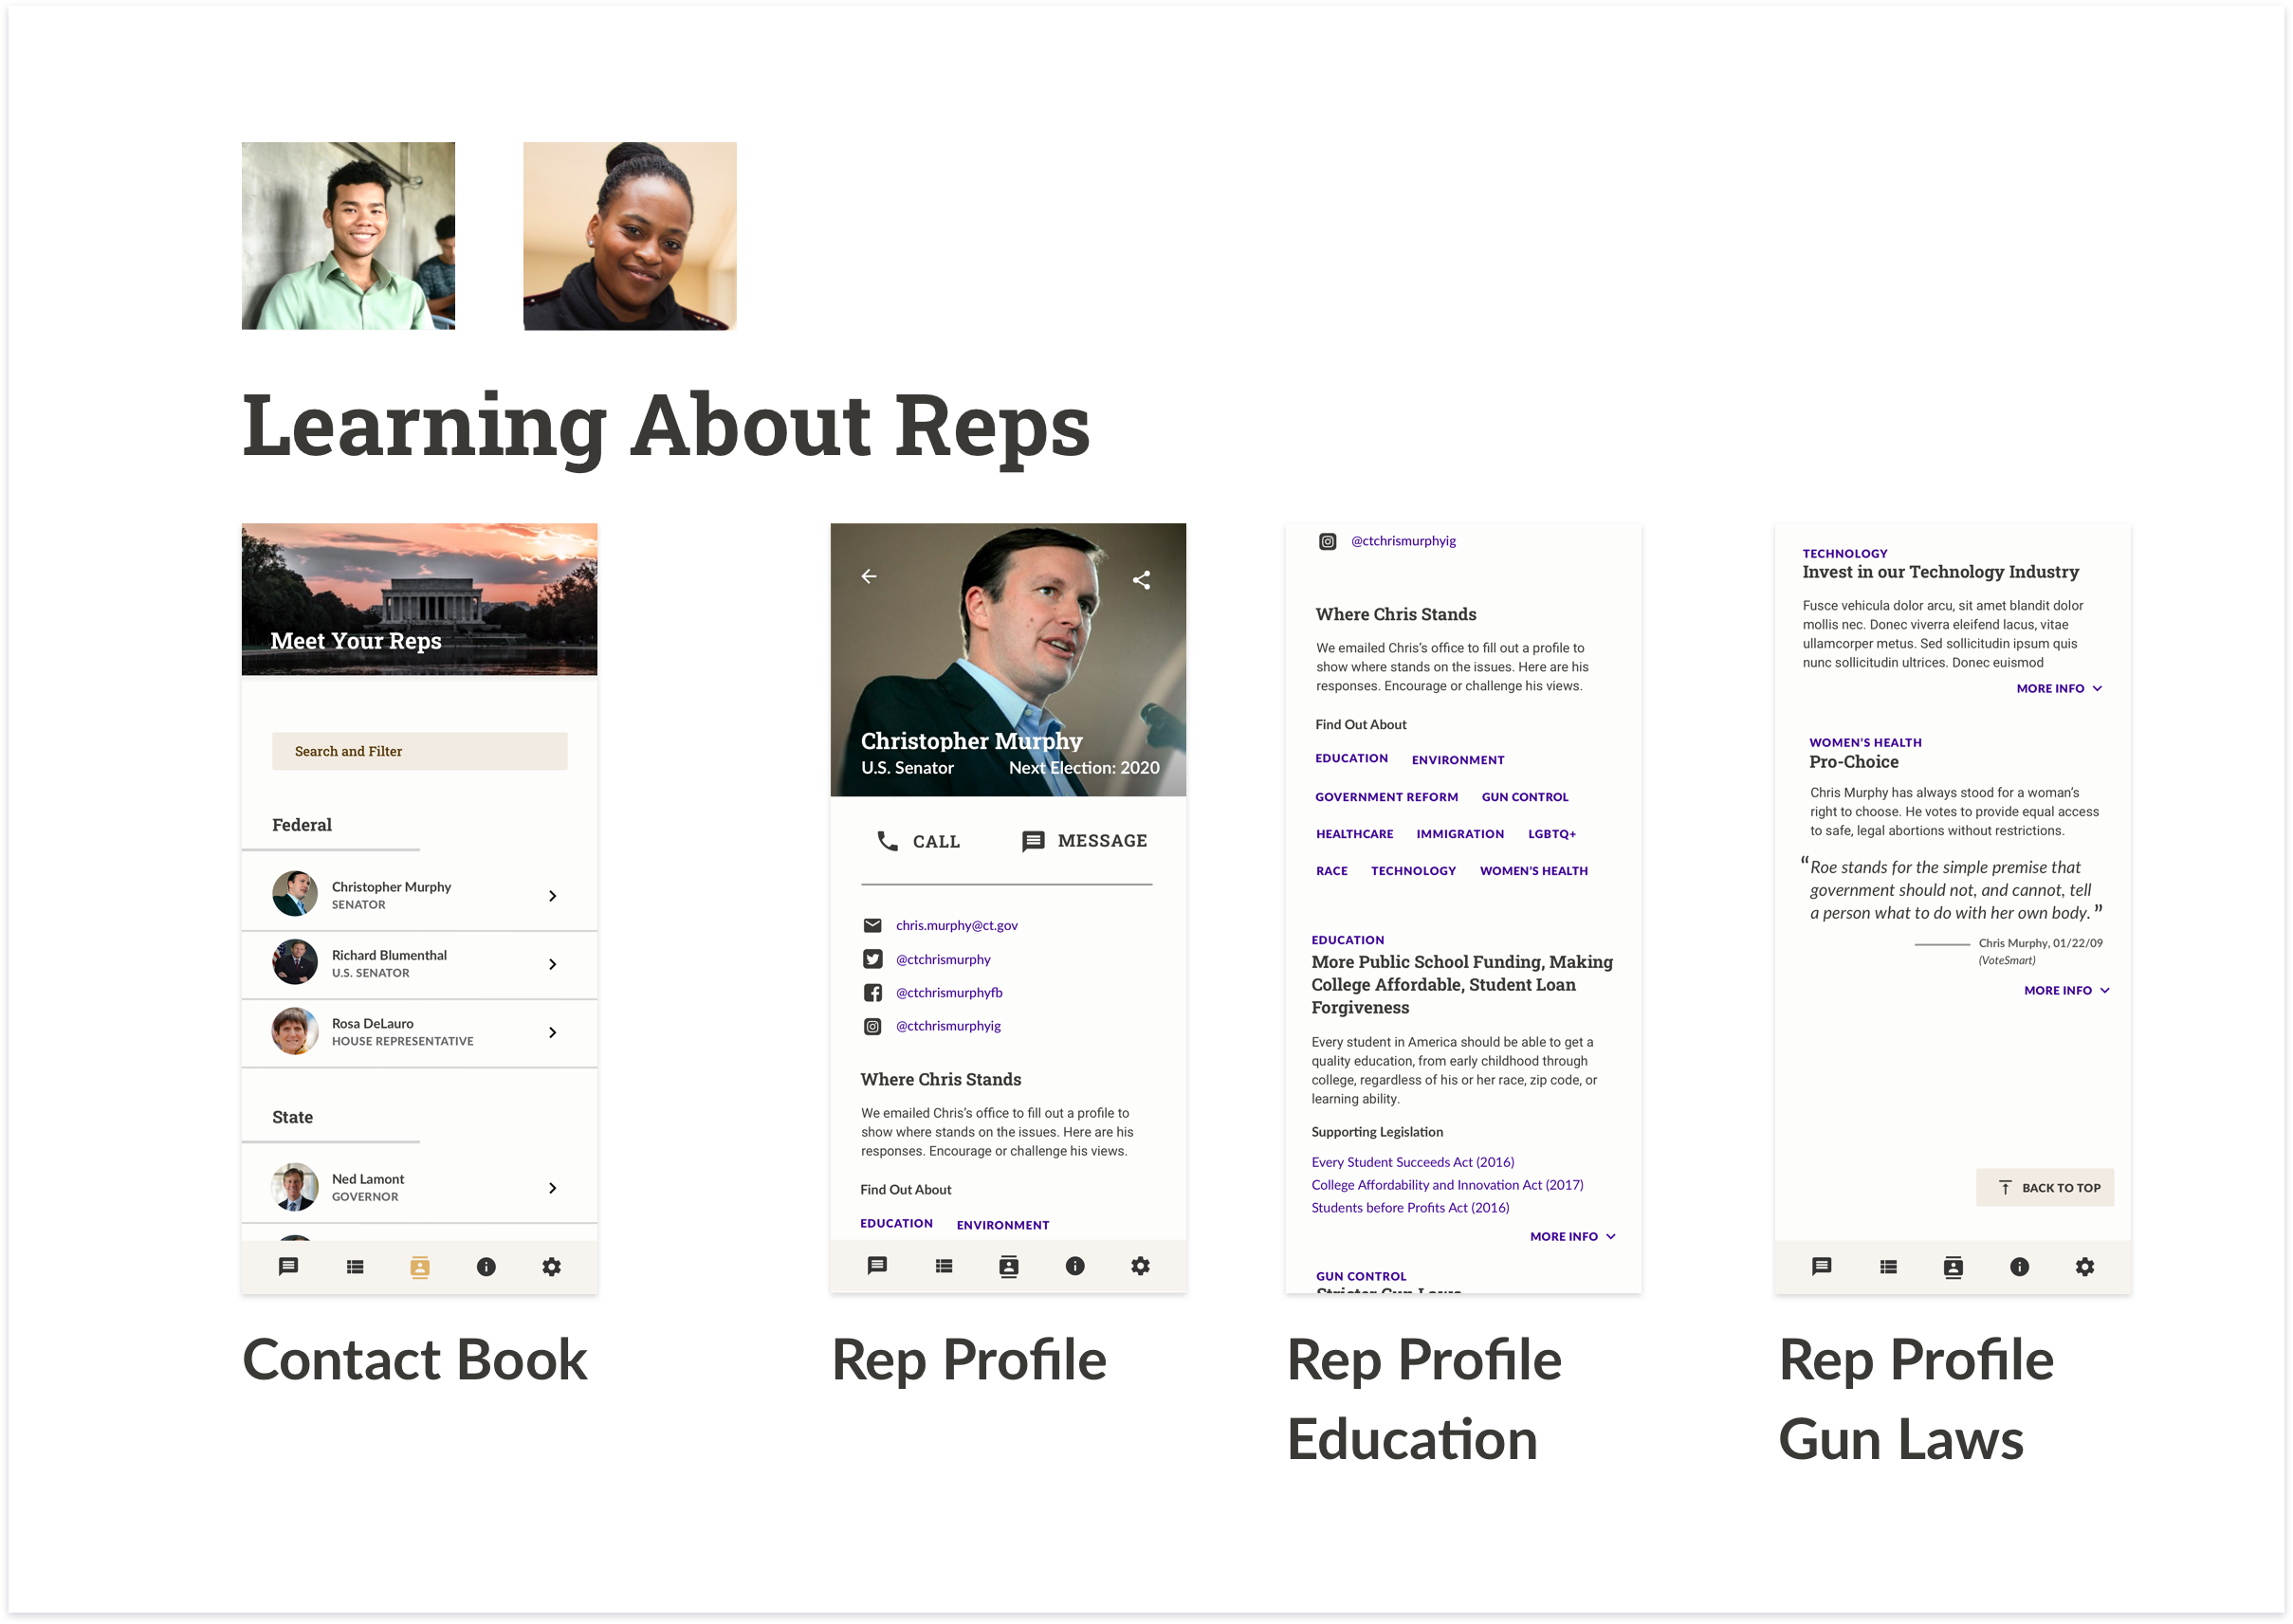 Learning About Reps
Meet Your Reps
Search and Filter
Federal
Christopher Murphy
SENATOR
Richard Blumenthal
U.S. SENATOR
Rosa DeLauro
HOUSE REPRESENTATIVE
State
Ned Lamont
GOVERNOR
Contact Book
Christopher Murphy
U.S. Senator Next Election: 2020
CALL MESSAGE
chris.murphy@ct.gov
@ctchrismurphy
@ctchrismurphyfb
@ctchrismurphyig
Where Chris Stands
We emailed Chris's office to fill out a profile to
show where stands on the issues. Here are his
responses. Encourage or challenge his views.
Find Out About
EDUCATION ENVIRONMENT
Rep Profile
@ctchrismurphyig
Where Chris Stands
We emailed Chris's office to fill out a profile to
show where stands on the issues. Here are his
responses. Encourage or challenge his views.
Find Out About
EDUCATION ENVIRONMENT
GOVERNMENT REFORM GUN CONTROL
HEALTHCARE IMMIGRATION LGBTQ+
RACE TECHNOLOGY WOMEN'S HEALTH
EDUCATION
More Public School Funding, Making
College Affordable, Student Loan
Forgiveness
Every student in America should be able to get a
quality education, from early childhood through
college, regardless of his or her race, zip code, or
learning ability.
Supporting Legislation
Every Student Succeeds Act (2016)
College Affordability and Innovation Act (2017)
Students before Profits Act (2016)
MORE INFO
GUN CONTROL
Stricter Gun Laws
Rep Profile
Education
TECHNOLOGY
Invest in our Technology Industry
Fusce vehicula dolor arcu, sit amet blandit dolor
mollis nec. Donec viverra eleifend lacus, vitae
ullamcorper metus. Sed sollicitudin ipsum quis
nunc sollicitudin ultrices. Donec euismod
MORE INFO
WOMEN'S HEALTH
Pro-Choice
Chris Murphy has always stood for a woman's
right to choose. He votes to provide equal access
to safe, legal abortions without restrictions.
“Roe stands for the simple premise that
government should not, and cannot, tell
a person what to do with her own body.”
Chris Murphy, 01/22/09
(VoteSmart)
MORE INFO
BACK TO TOP
Rep Profile
Gun Laws